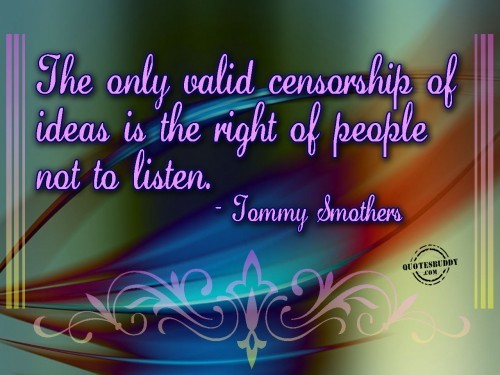 The only valid censorship of
ideas is the right of people
not to listen.
- Tommy Smothers
QUOTESBUDDY
.COM